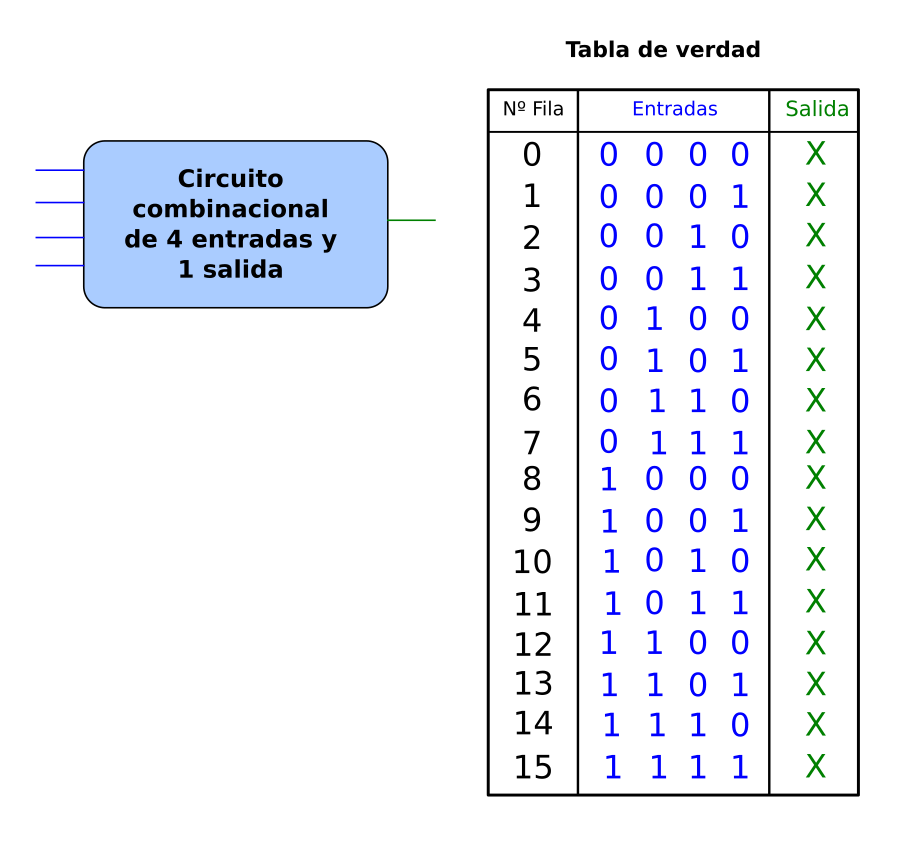 Tabla de verdad
Circuito
combinacional
de 4 entradas y
1 salida
Nº Fila Entradas Salida
0 0 0 0 0 X
1 0 0 0 1 X
2 0 0 1 0 X
3 0 0 1 1 X
4 0 1 0 0 X
5 0 1 0 1 X
6 0 1 1 0 X
7 0 1 1 1 X
8 1 0 0 0 X
9 1 0 0 1 X
10 1 0 1 0 X
11 1 0 1 1 X
12 1 1 0 0 X
13 1 1 0 1 X
14 1 1 1 0 X
15 1 1 1 1 X